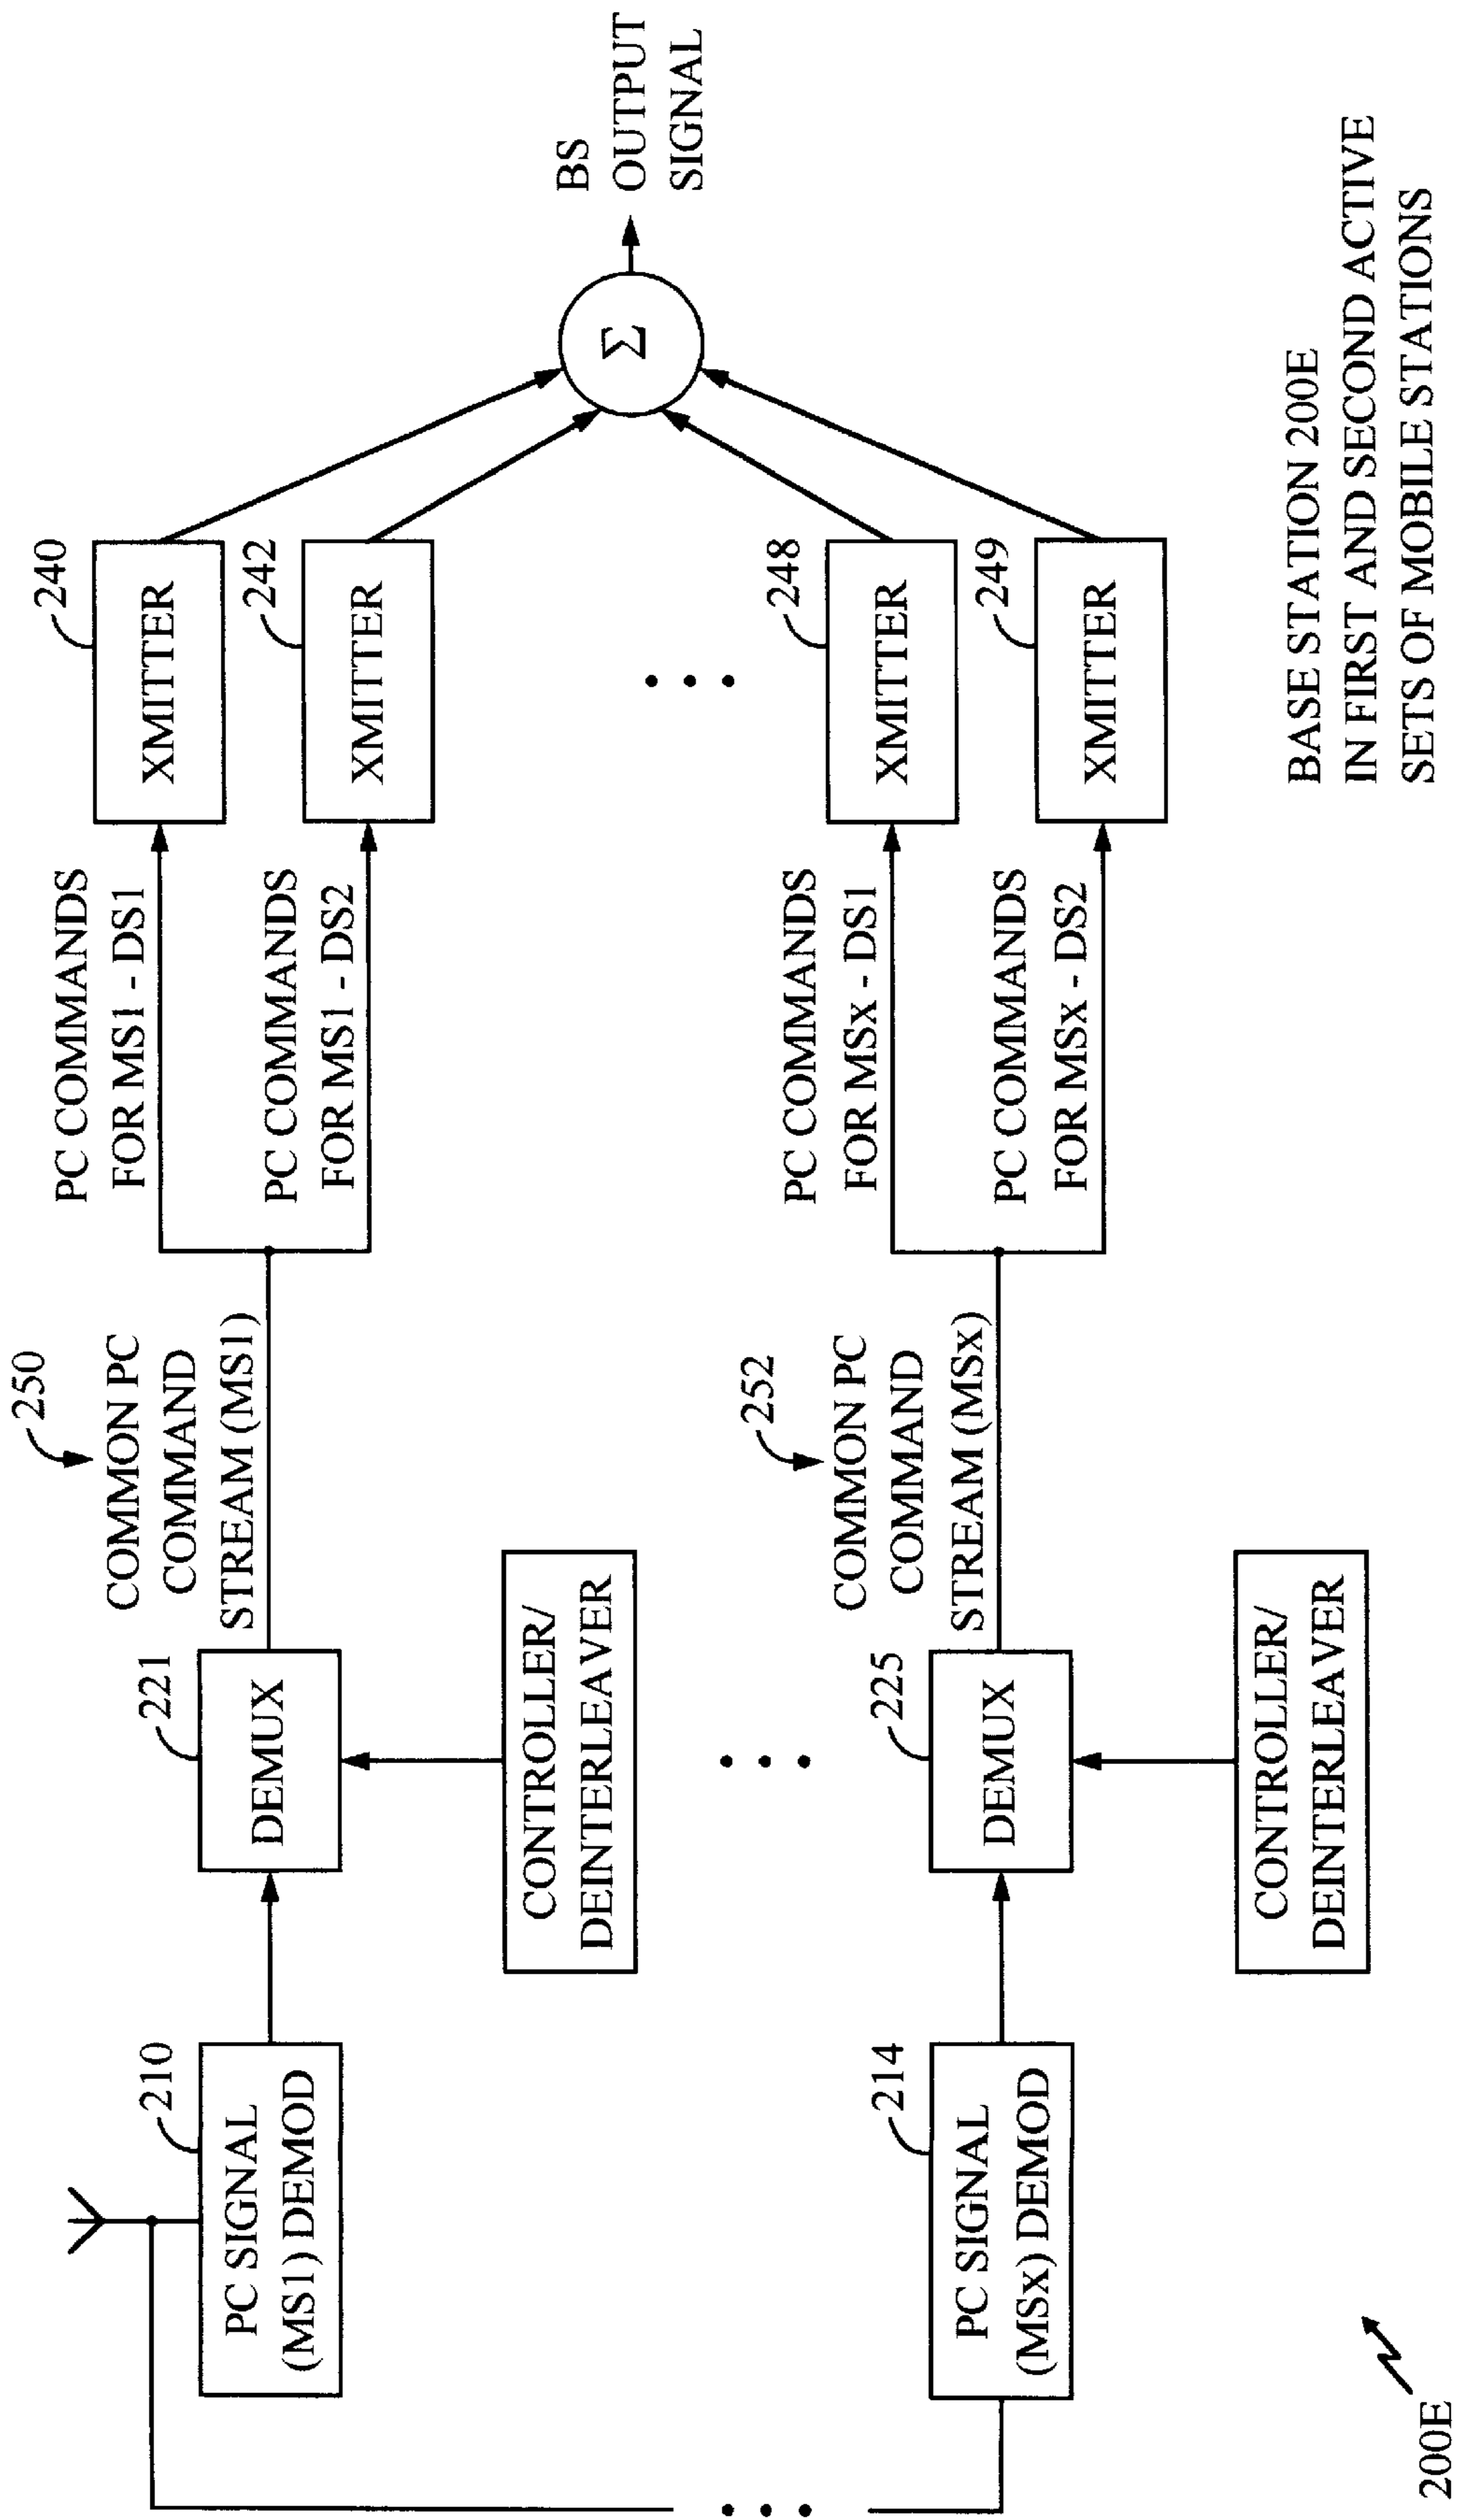 210
PC SIGNAL
(MS1) DEMOD
221
DEMUX
CONTROLLER/
DEINTERLEAVER
250
COMMON PC
COMMAND
STREAM (MS1)
PC COMMANDS
FOR MS1 - DS1
PC COMMANDS
FOR MS1 - DS2
240
XMITTER
242
XMITTER
214
PC SIGNAL
(MSx) DEMOD
225
DEMUX
CONTROLLER/
DEINTERLEAVER
252
COMMON PC
COMMAND
STREAM (MSx)
PC COMMANDS
FOR MSx - DS1
PC COMMANDS
FOR MSx - DS2
248
XMITTER
249
XMITTER
Σ
BS
OUTPUT
SIGNAL
200E
BASE STATION 200E
IN FIRST AND SECOND ACTIVE
SETS OF MOBILE STATIONS